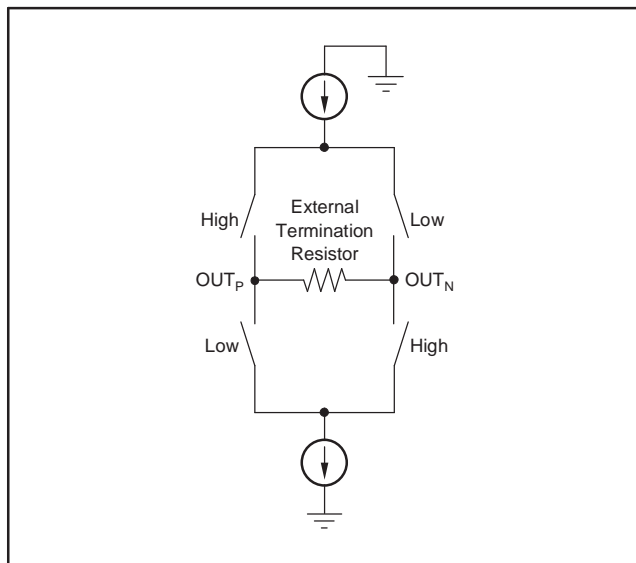 High
External
Termination
Resistor
Low
OUTP
OUTN
Low
High